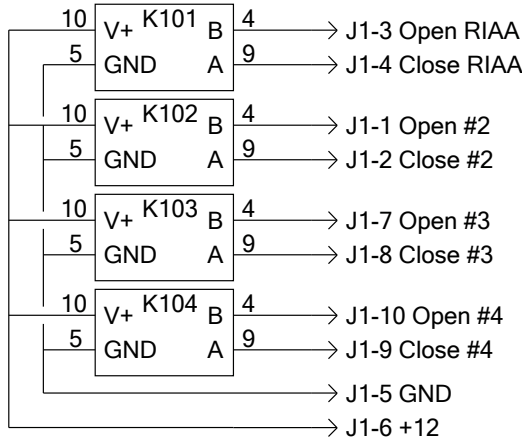 10 V+ K101 B 4 J1-3 Open RIAA
5 GND A 9 J1-4 Close RIAA
10 V+ K102 B 4 J1-1 Open #2
5 GND A 9 J1-2 Close #2
10 V+ K103 B 4 J1-7 Open #3
5 GND A 9 J1-8 Close #3
10 V+ K104 B 4 J1-10 Open #4
5 GND A 9 J1-9 Close #4
J1-5 GND
J1-6 +12